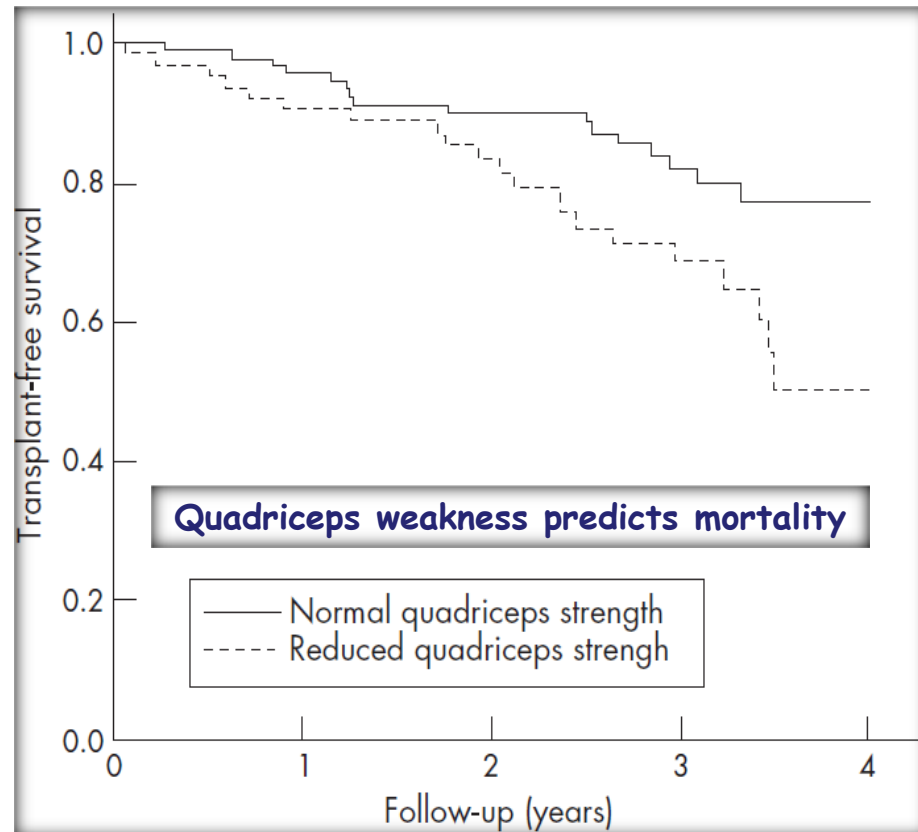 1.0
0.8
0.6
0.4
0.2
0.0
Transplant-free survival
Quadriceps weakness predicts mortality
Normal quadriceps strength
Reduced quadriceps strengh
0 1 2 3 4
Follow-up (years)